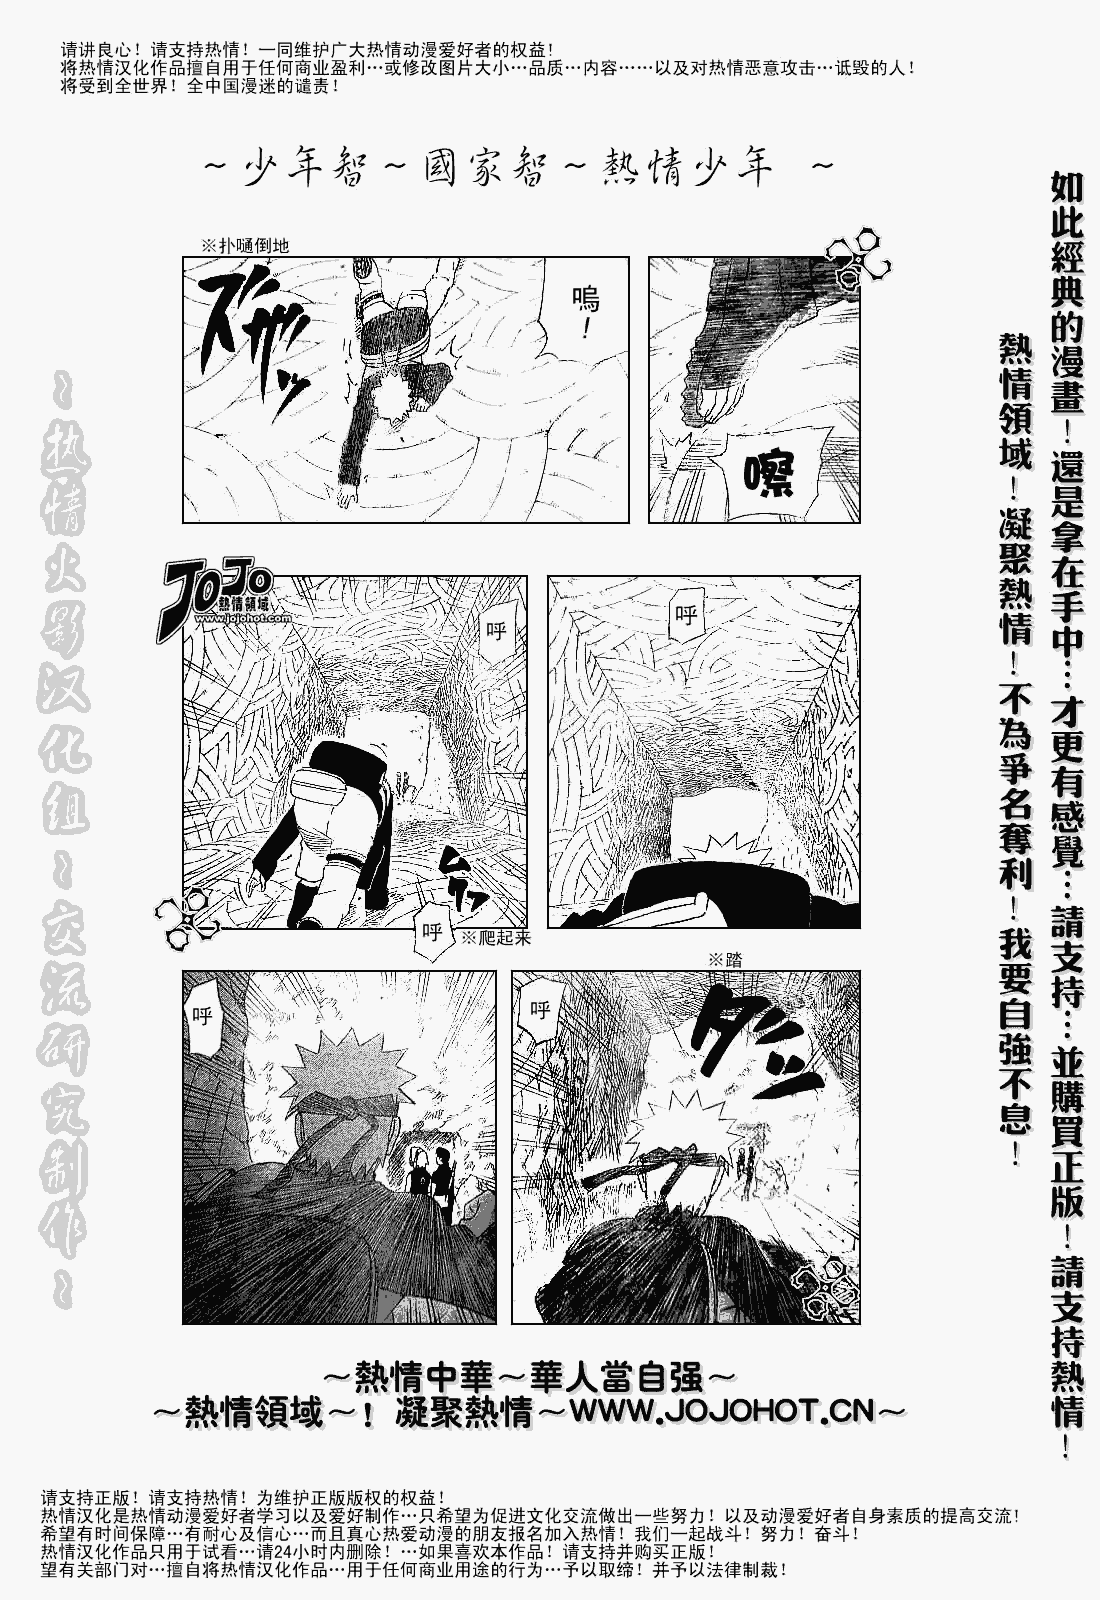 请讲良心！请支持热情！一同维护广大热情动漫爱好者的权益！
将热情汉化作品擅自用于任何商业盈利…或修改图片大小…品质…内容……以及对热情恶意攻击…诋毁的人！
将受到全世界！全中国漫迷的谴责！
～少年智～國家智～熱情少年 ～
如此經典的漫畫！還是拿在手中…才更有感覺…請支持…並購買正版！請支持熱情！
熱情領域！凝聚熱情！不為爭名奪利！我要自強不息！
～热情火影汉化组～交流研究制作～
嚓
※扑嗵倒地
嗚！
ズザザッ
呼
JOJO
熱情領域
www.jojohot.com
呼
ムクッ
呼
※爬起来
※踏
ダッ
呼
呼
～熱情中華～華人當自强～
～熱情領域～！凝聚熱情～WWW.JOJOHOT.CN～
请支持正版！请支持热情！为维护正版版权的权益！
热情汉化是热情动漫爱好者学习以及爱好制作…只希望为促进文化交流做出一些努力！以及动漫爱好者自身素质的提高交流！
希望有时间保障…有耐心及信心…而且真心热爱动漫的朋友报名加入热情！我们一起战斗！努力！奋斗！
热情汉化作品只用于试看…请24小时内删除！…如果喜欢本作品！请支持并购买正版！
望有关部门对…擅自将热情汉化作品…用于任何商业用途的行为…予以取缔！并予以法律制裁！